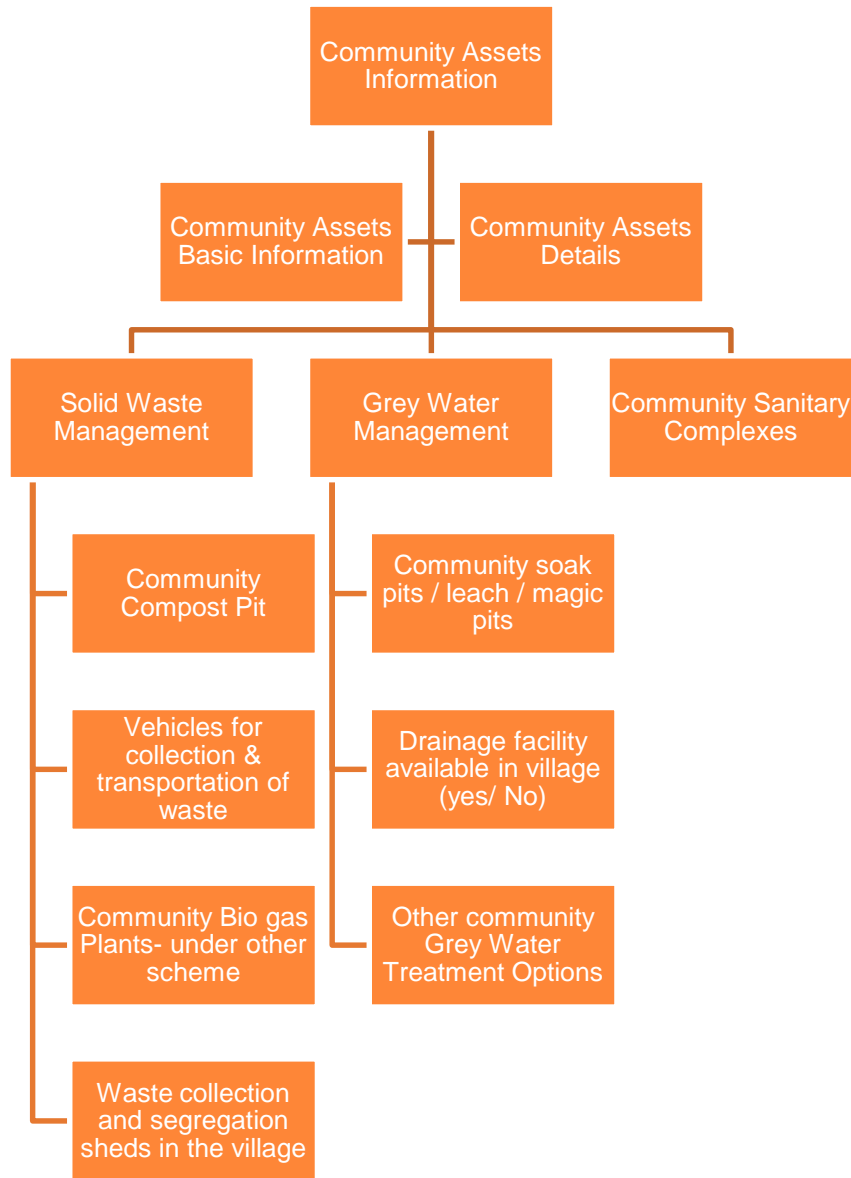 Community Assets
Information
Community Assets
Basic Information
Community Assets
Details
Solid Waste
Management
Grey Water
Management
Community Sanitary
Complexes
Community
Compost Pit
Vehicles for
collection &
transportation of
waste
Community Bio gas
Plants- under other
scheme
Waste collection
and segregation
sheds in the village
Community soak
pits / leach / magic
pits
Drainage facility
available in village
(yes/ No)
Other community
Grey Water
Treatment Options